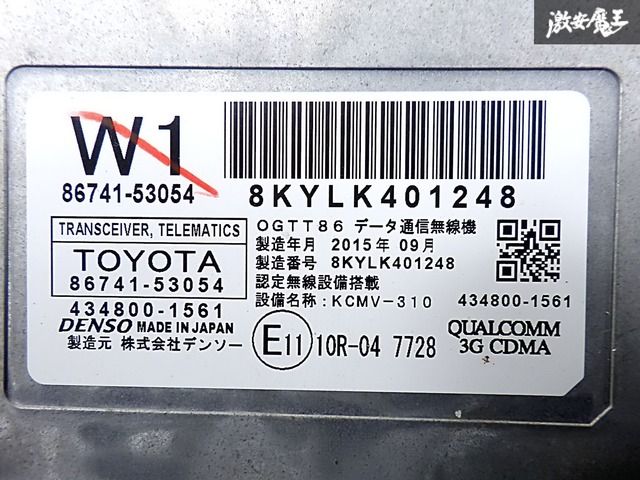 激安魔王
W1
86741-53054
8KYLK401248
TRANSCEIVER, TELEMATICS
TOYOTA
86741-53054
434800-1561
DENSO MADE IN JAPAN
製造元 株式会社デンソー
OGTT86 データ通信無線機
製造年月 2015年 09月
製造番号 8KYLK401248
認定無線設備搭載
設備名称:KCMV-310
434800-1561
E11 10R-04 7728
QUALCOMM
3G CDMA